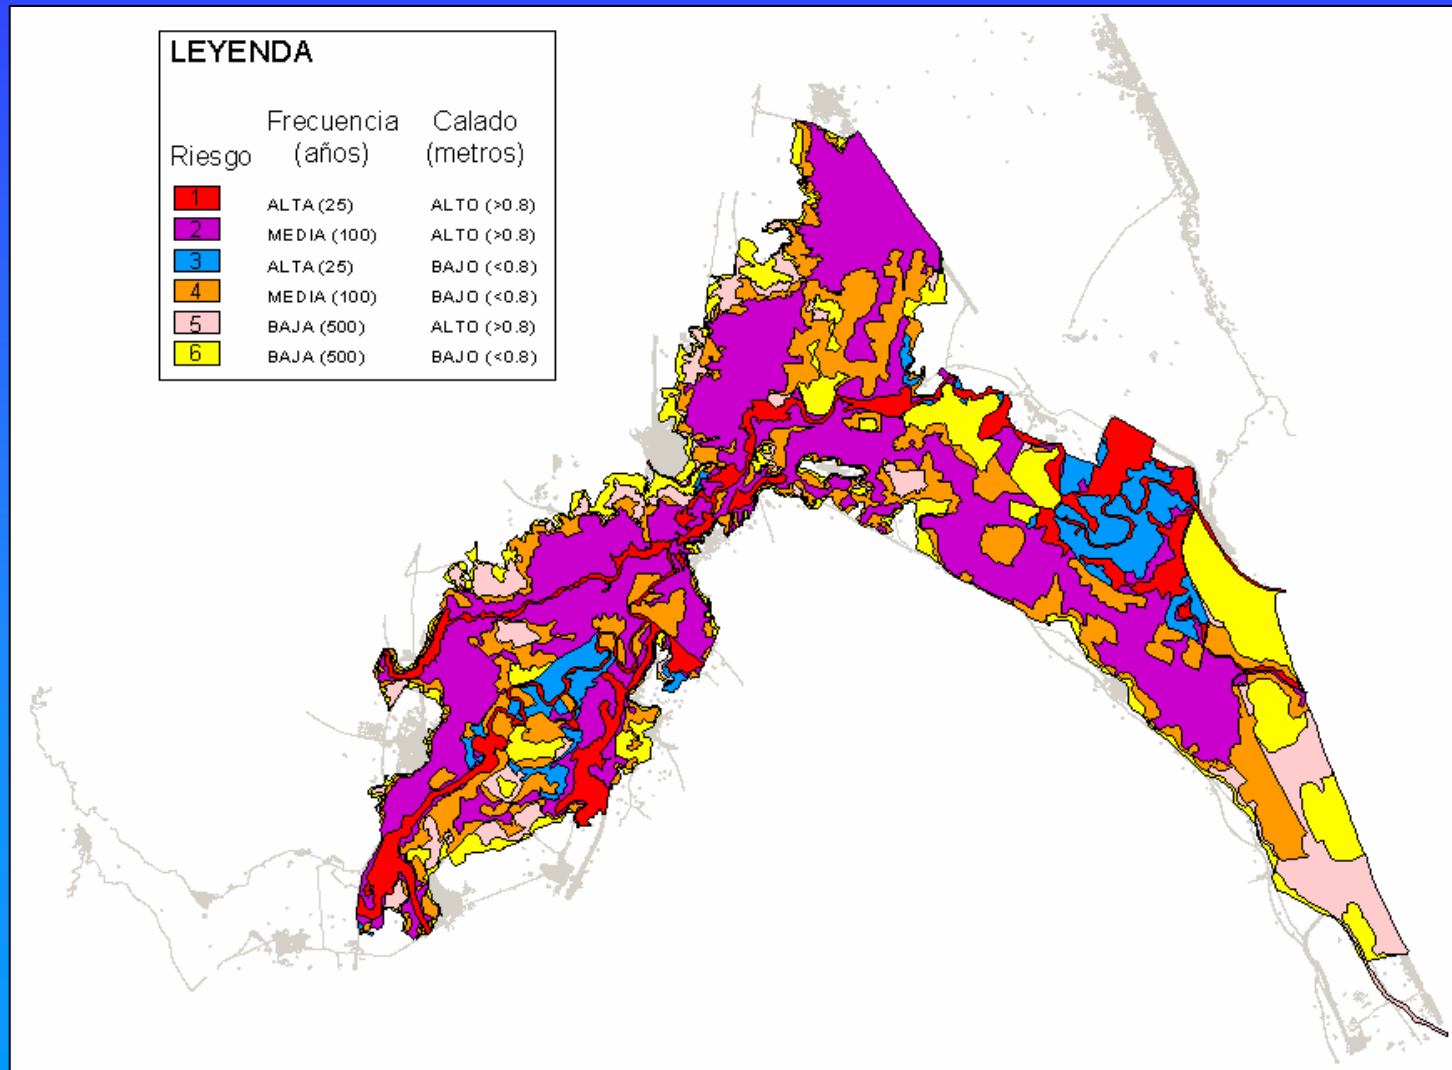 LEYENDA
Riesgo Frecuencia (años) Calado (metros)
1 ALTA (25) ALTO (>0.8)
2 MEDIA (100) ALTO (>0.8)
3 ALTA (25) BAJO (<0.8)
4 MEDIA (100) BAJO (<0.8)
5 BAJA (500) ALTO (>0.8)
6 BAJA (500) BAJO (<0.8)